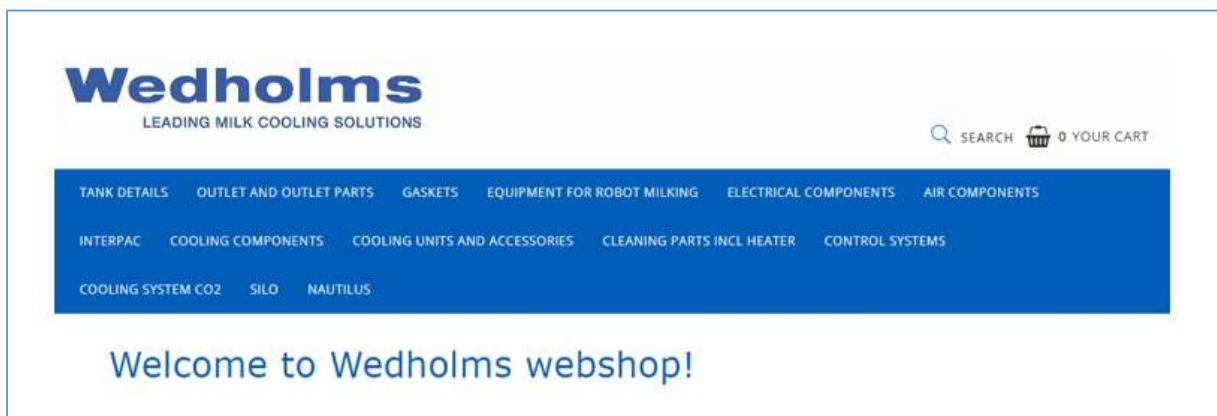 Wedholms
LEADING MILK COOLING SOLUTIONS
SEARCH 0 YOUR CART
TANK DETAILS OUTLET AND OUTLET PARTS GASKETS EQUIPMENT FOR ROBOT MILKING ELECTRICAL COMPONENTS AIR COMPONENTS
INTERPAC COOLING COMPONENTS COOLING UNITS AND ACCESSORIES CLEANING PARTS INCL HEATER CONTROL SYSTEMS
COOLING SYSTEM CO2 SILO NAUTILUS
Welcome to Wedholms webshop!